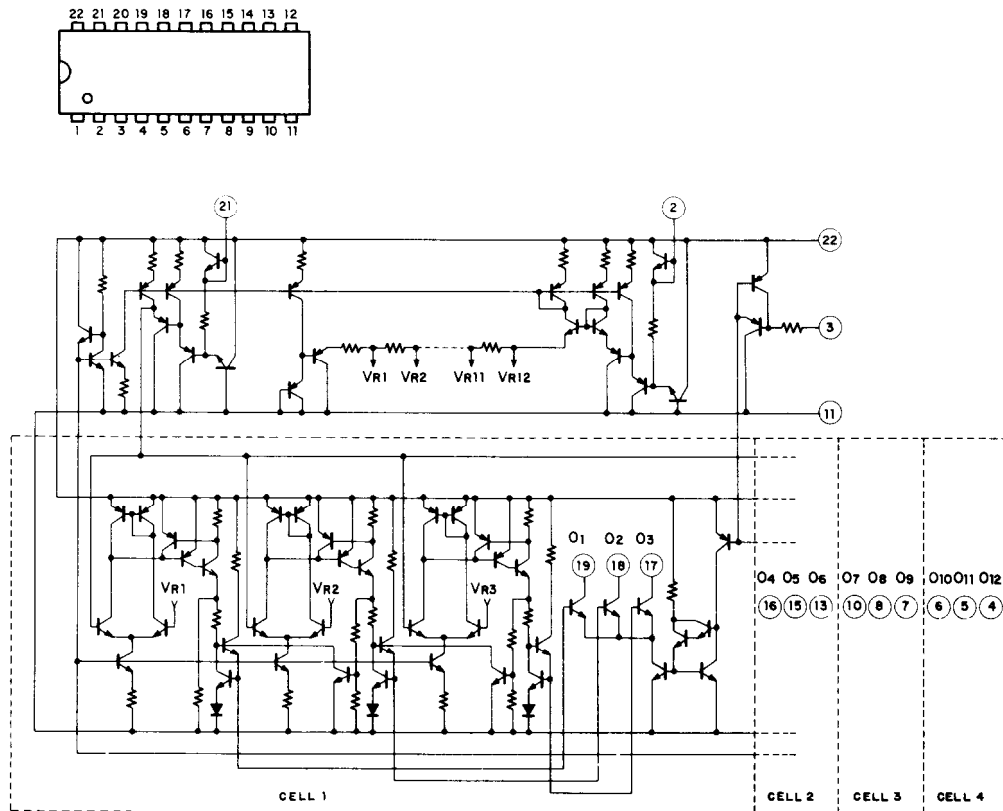 22 21 20 19 18 17 16 15 14 13 12
1 2 3 4 5 6 7 8 9 10 11
21
2
22
3
VR1 VR2 VR11 VR12
11
VR1 VR2 VR3
O1 O2 O3
19 18 17
O4 O5 O6 O7 O8 O9 O10 O11 O12
16 15 13 10 8 7 6 5 4
CELL 1 CELL 2 CELL 3 CELL 4